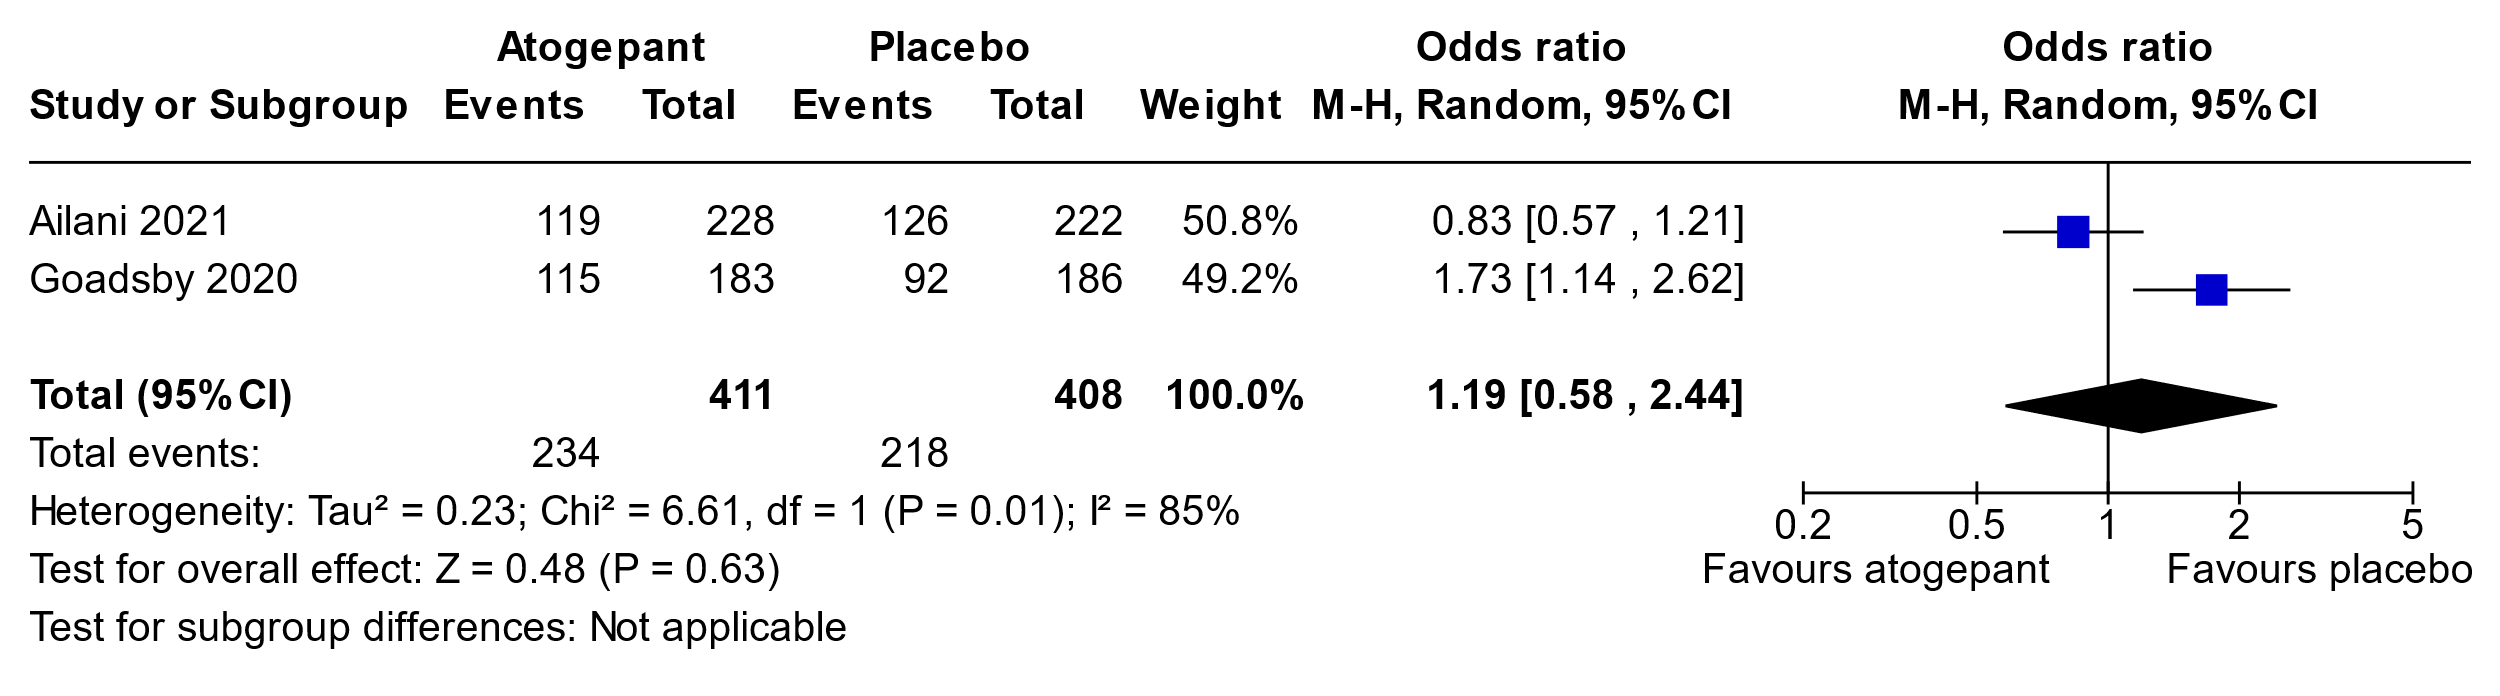 Atogepant Placebo Odds ratio Odds ratio
Study or Subgroup Events Total Events Total Weight M-H, Random, 95% CI M-H, Random, 95% CI
Ailani 2021 119 228 126 222 50.8% 0.83 [0.57 , 1.21]
Goadsby 2020 115 183 92 186 49.2% 1.73 [1.14 , 2.62]
Total (95% CI) 411 408 100.0% 1.19 [0.58 , 2.44]
Total events: 234 218
Heterogeneity: Tau² = 0.23; Chi² = 6.61, df = 1 (P = 0.01); I² = 85%
0.2 0.5 1 2 5
Test for overall effect: Z = 0.48 (P = 0.63) Favours atogepant Favours placebo
Test for subgroup differences: Not applicable